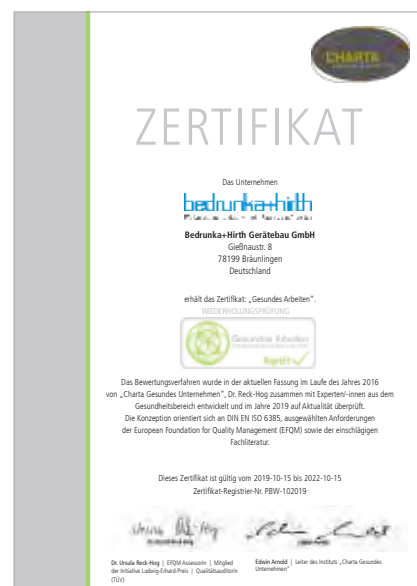 CHARTA
ZERTIFIKAT
Das Unternehmen
bedrunka+hirth
Bedrunka+Hirth Gerätebau GmbH
Gießnaustr. 8
78199 Bräunlingen
Deutschland
erhält das Zertifikat: „Gesundes Arbeiten“.
WIEDERHOLUNGSPRÜFUNG
Gesundes Arbeiten
Geprüft
Das Bewertungsverfahren wurde in der aktuellen Fassung im Laufe des Jahres 2016
von „Charta Gesundes Unternehmen“, Dr. Reck-Hog zusammen mit Experten/-innen aus dem
Gesundheitsbereich entwickelt und im Jahre 2019 auf Aktualität überprüft.
Die Konzeption orientiert sich an DIN EN ISO 6385, ausgewählten Anforderungen
der European Foundation for Quality Management (EFQM) sowie der einschlägigen
Fachliteratur.
Dieses Zertifikat ist gültig vom 2019-10-15 bis 2022-10-15
Zertifikat-Registrier-Nr. PBW-102019
Dr. Ursula Reck-Hog | EFQM Assessorin | Mitglied
der Initiative Ludwig-Erhard-Preis | Qualitätsauditorin
(TÜV)
Edwin Arnold | Leiter des Instituts „Charta Gesundes
Unternehmen“